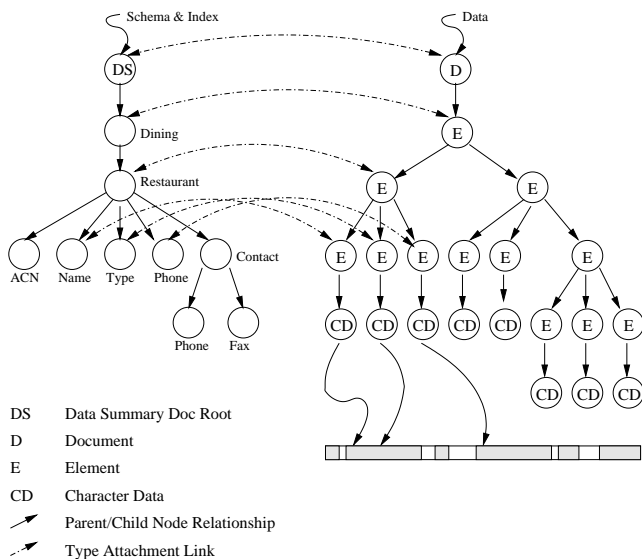 Schema & Index
Data
DS
D
Dining
E
Restaurant
E
E
ACN
Name
Type
Phone
Contact
E
E
E
E
E
E
Phone
Fax
CD
CD
CD
CD
CD
E
E
E
CD
CD
CD
DS Data Summary Doc Root
D Document
E Element
CD Character Data
Parent/Child Node Relationship
Type Attachment Link